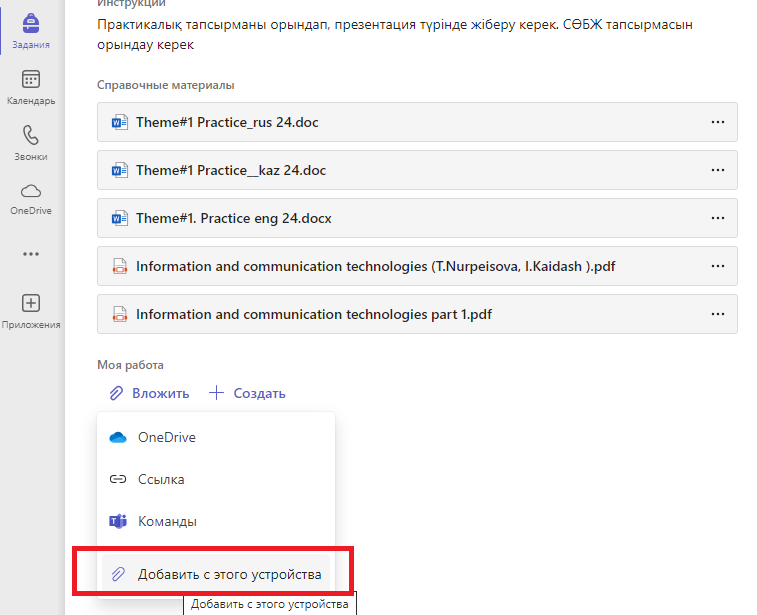 Инструкции
Практикалық тапсырманы орындап, презентация түрінде жіберу керек. СӨБЖ тапсырмасын
орындау керек
Задания
Календарь
Звонки
OneDrive
Приложения
Справочные материалы
Theme#1 Practice_rus 24.doc
Theme#1 Practice__kaz 24.doc
Theme#1. Practice eng 24.docx
Information and communication technologies (T.Nurpeisova, I.Kaidash ).pdf
Information and communication technologies part 1.pdf
Моя работа
Вложить Создать
OneDrive
Ссылка
Команды
Добавить с этого устройства
Добавить с этого устройства